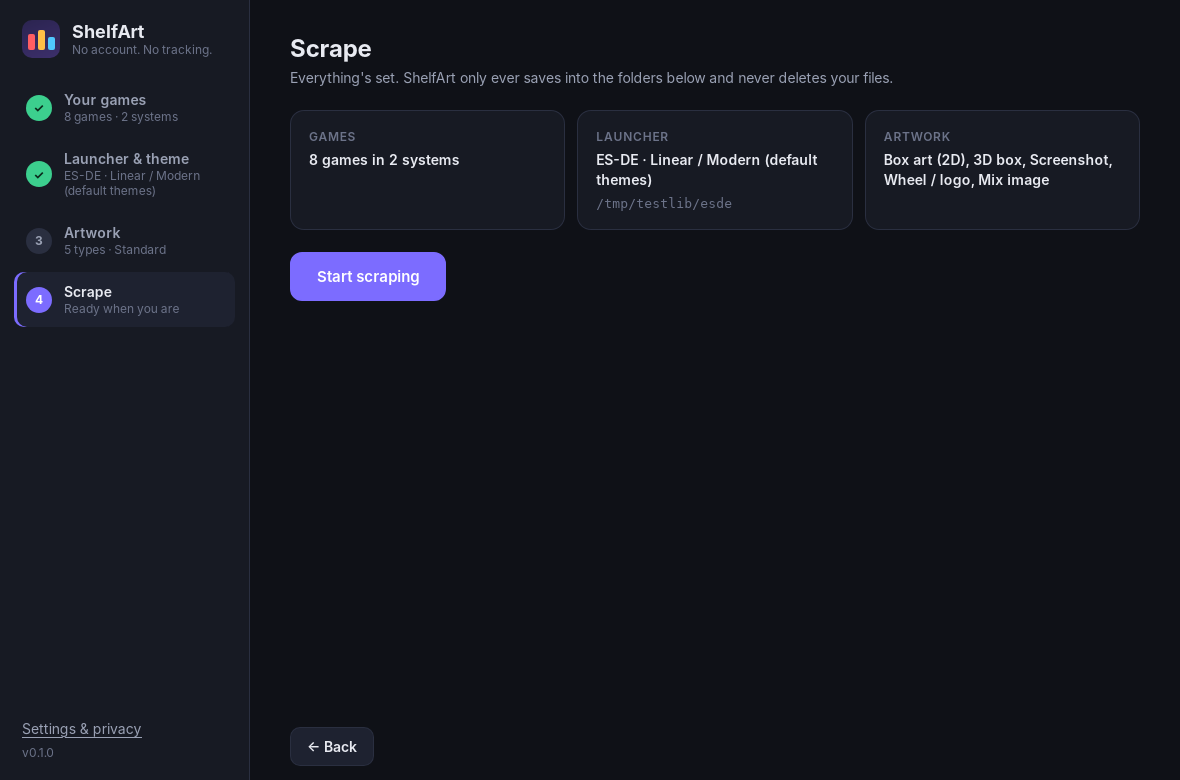 ShelfArt
No account. No tracking.
Your games
8 games · 2 systems
Launcher & theme
ES-DE · Linear / Modern
(default themes)
3
Artwork
5 types · Standard
4
Scrape
Ready when you are
Settings & privacy
v0.1.0
Scrape
Everything's set. ShelfArt only ever saves into the folders below and never deletes your files.
GAMES
8 games in 2 systems
LAUNCHER
ES-DE · Linear / Modern (default
themes)
/tmp/testlib/esde
ARTWORK
Box art (2D), 3D box, Screenshot,
Wheel / logo, Mix image
Start scraping
← Back